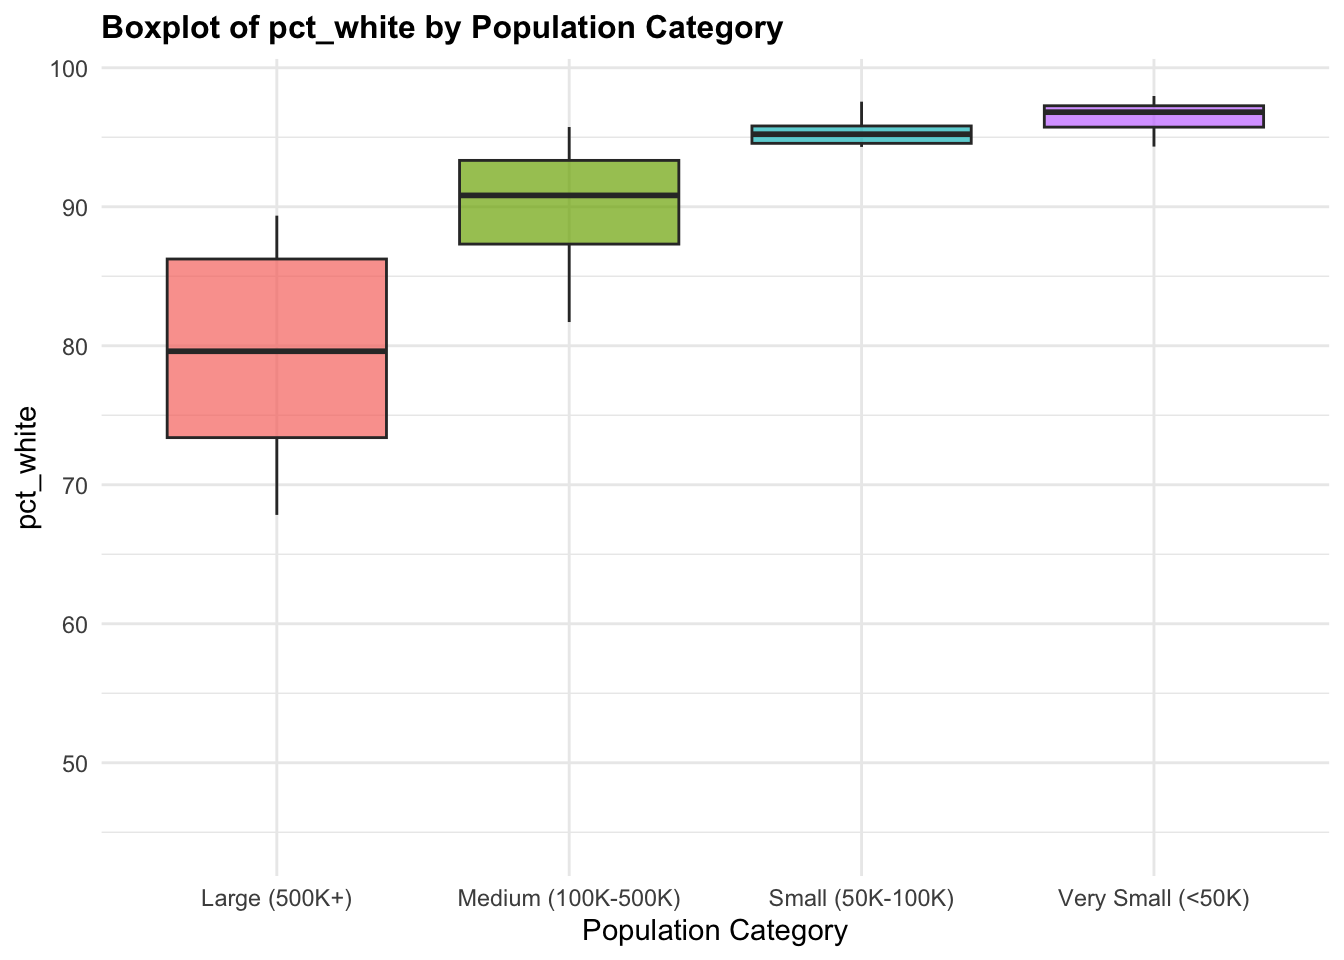 Boxplot of pct_white by Population Category
100
90
80
70
60
50
pct_white
Large (500K+)
Medium (100K-500K)
Small (50K-100K)
Very Small (<50K)
Population Category